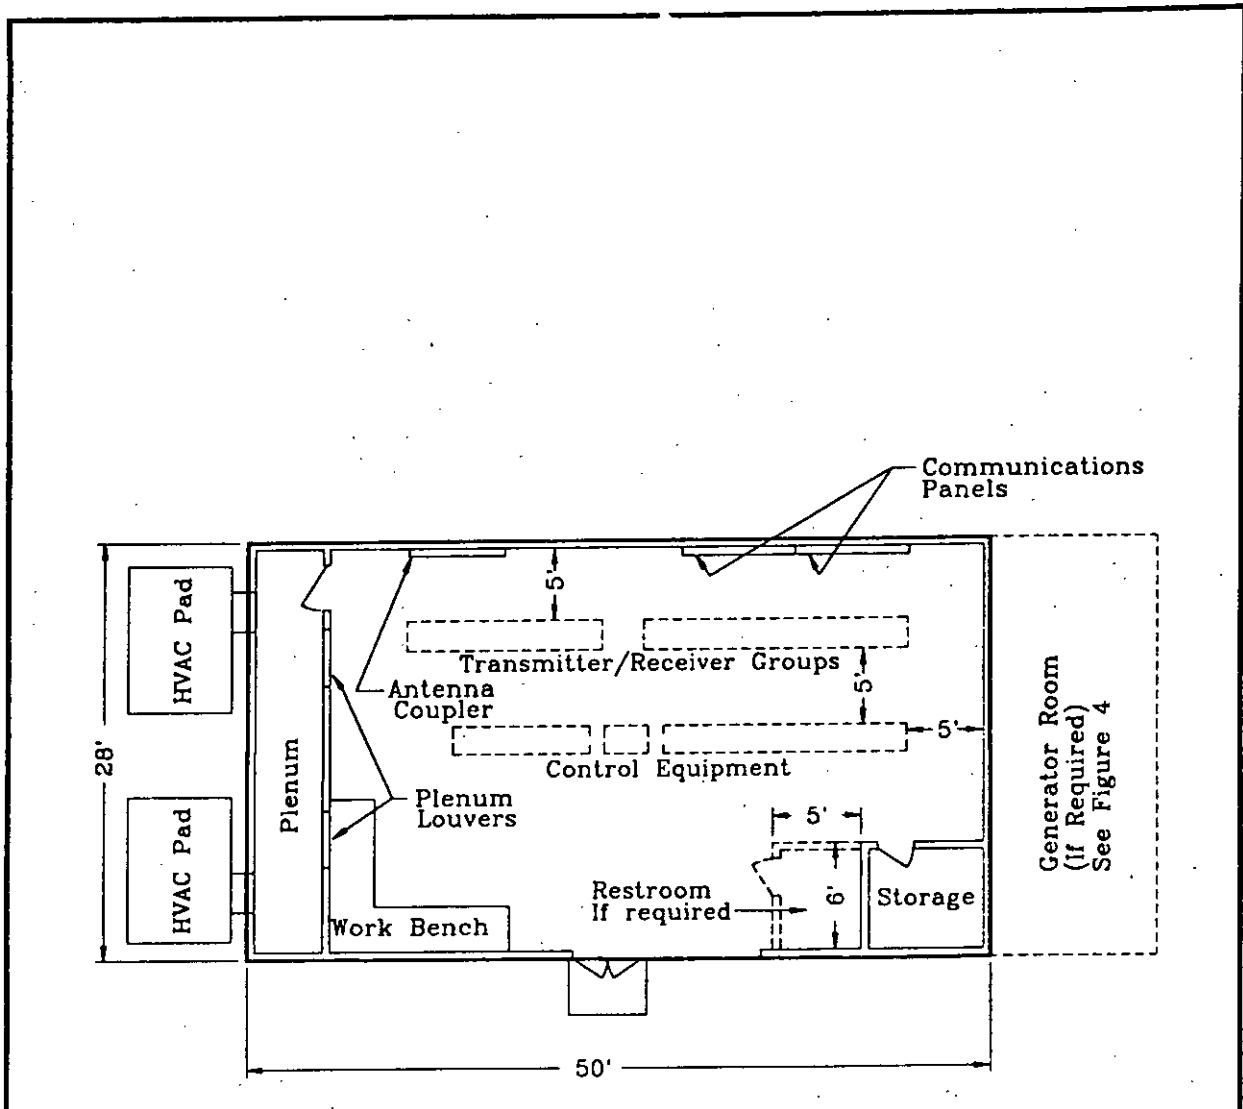 Communications
Panels
HVAC Pad
5'
Transmitter/Receiver Groups
Antenna
Coupler
5'
5'
28'
Plenum
Control Equipment
Plenum
Louvers
HVAC Pad
5'
Restroom
If required
6'
Storage
Work Bench
Generator Room
(If Required)
See Figure 4
50'